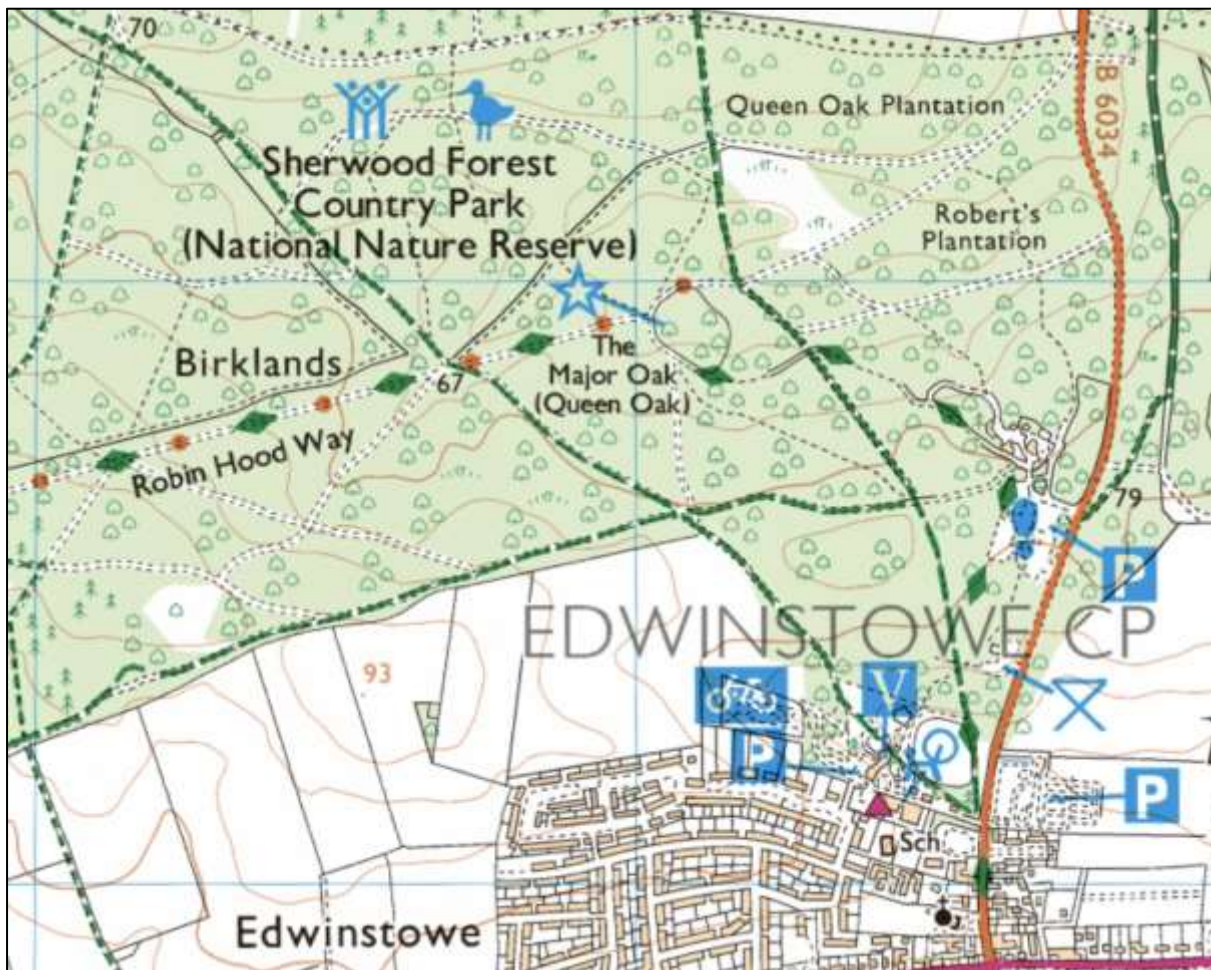 70
B 6034
Queen Oak Plantation
Sherwood Forest
Country Park
(National Nature Reserve)
Robert's
Plantation
Birklands
67
The
Major Oak
(Queen Oak)
Robin Hood Way
79
P
EDWINSTOWE CP
93
V
P
P
Sch
Edwinstowe